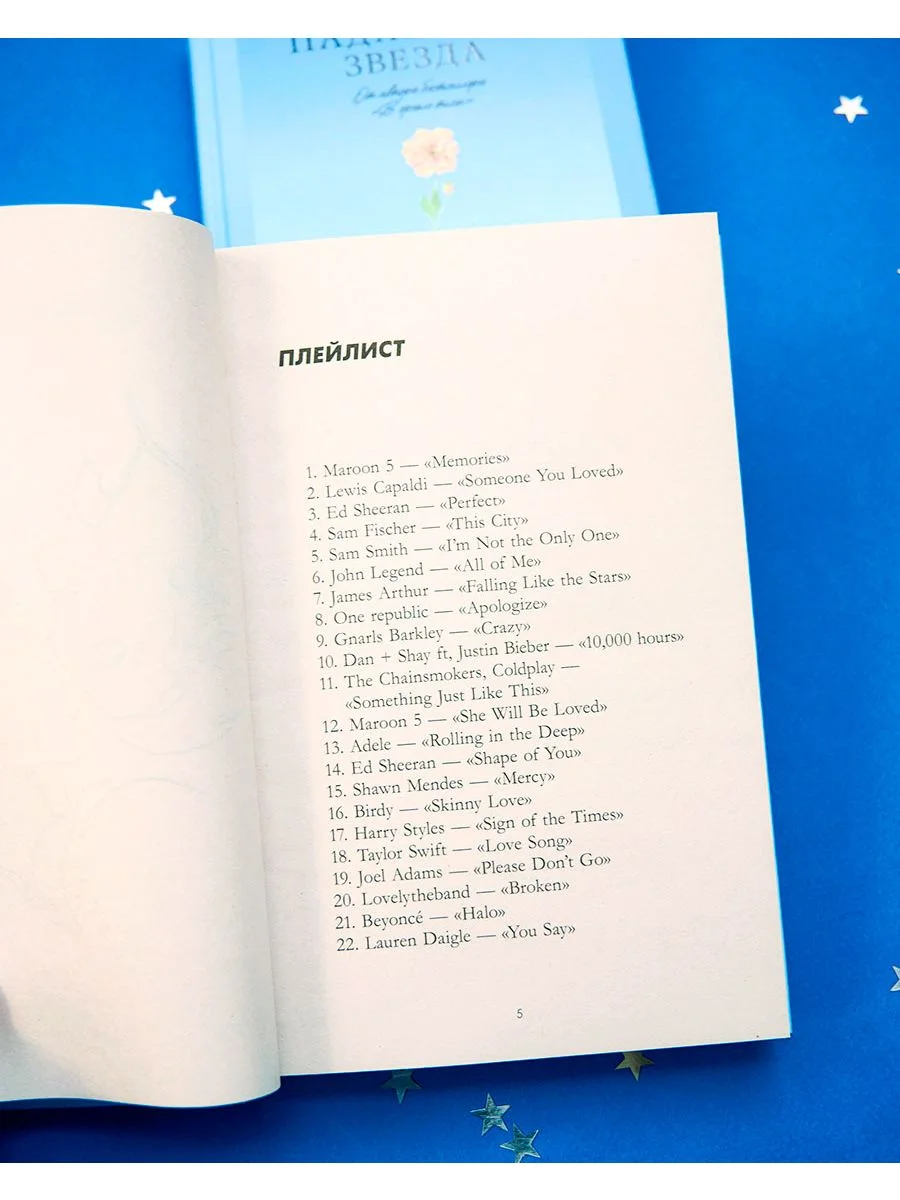 ЗВЕЗДА
От автора бестселлера
ПЛЕЙЛИСТ
1. Maroon 5 — «Memories»
2. Lewis Capaldi — «Someone You Loved»
3. Ed Sheeran — «Perfect»
4. Sam Fischer — «This City»
5. Sam Smith — «I'm Not the Only One»
6. John Legend — «All of Me»
7. James Arthur — «Falling Like the Stars»
8. One republic — «Apologize»
9. Gnarls Barkley — «Crazy»
10. Dan + Shay ft, Justin Bieber — «10,000 hours»
11. The Chainsmokers, Coldplay —
«Something Just Like This»
12. Maroon 5 — «She Will Be Loved»
13. Adele — «Rolling in the Deep»
14. Ed Sheeran — «Shape of You»
15. Shawn Mendes — «Mercy»
16. Birdy — «Skinny Love»
17. Harry Styles — «Sign of the Times»
18. Taylor Swift — «Love Song»
19. Joel Adams — «Please Don't Go»
20. Lovelytheband — «Broken»
21. Beyoncé — «Halo»
22. Lauren Daigle — «You Say»
5